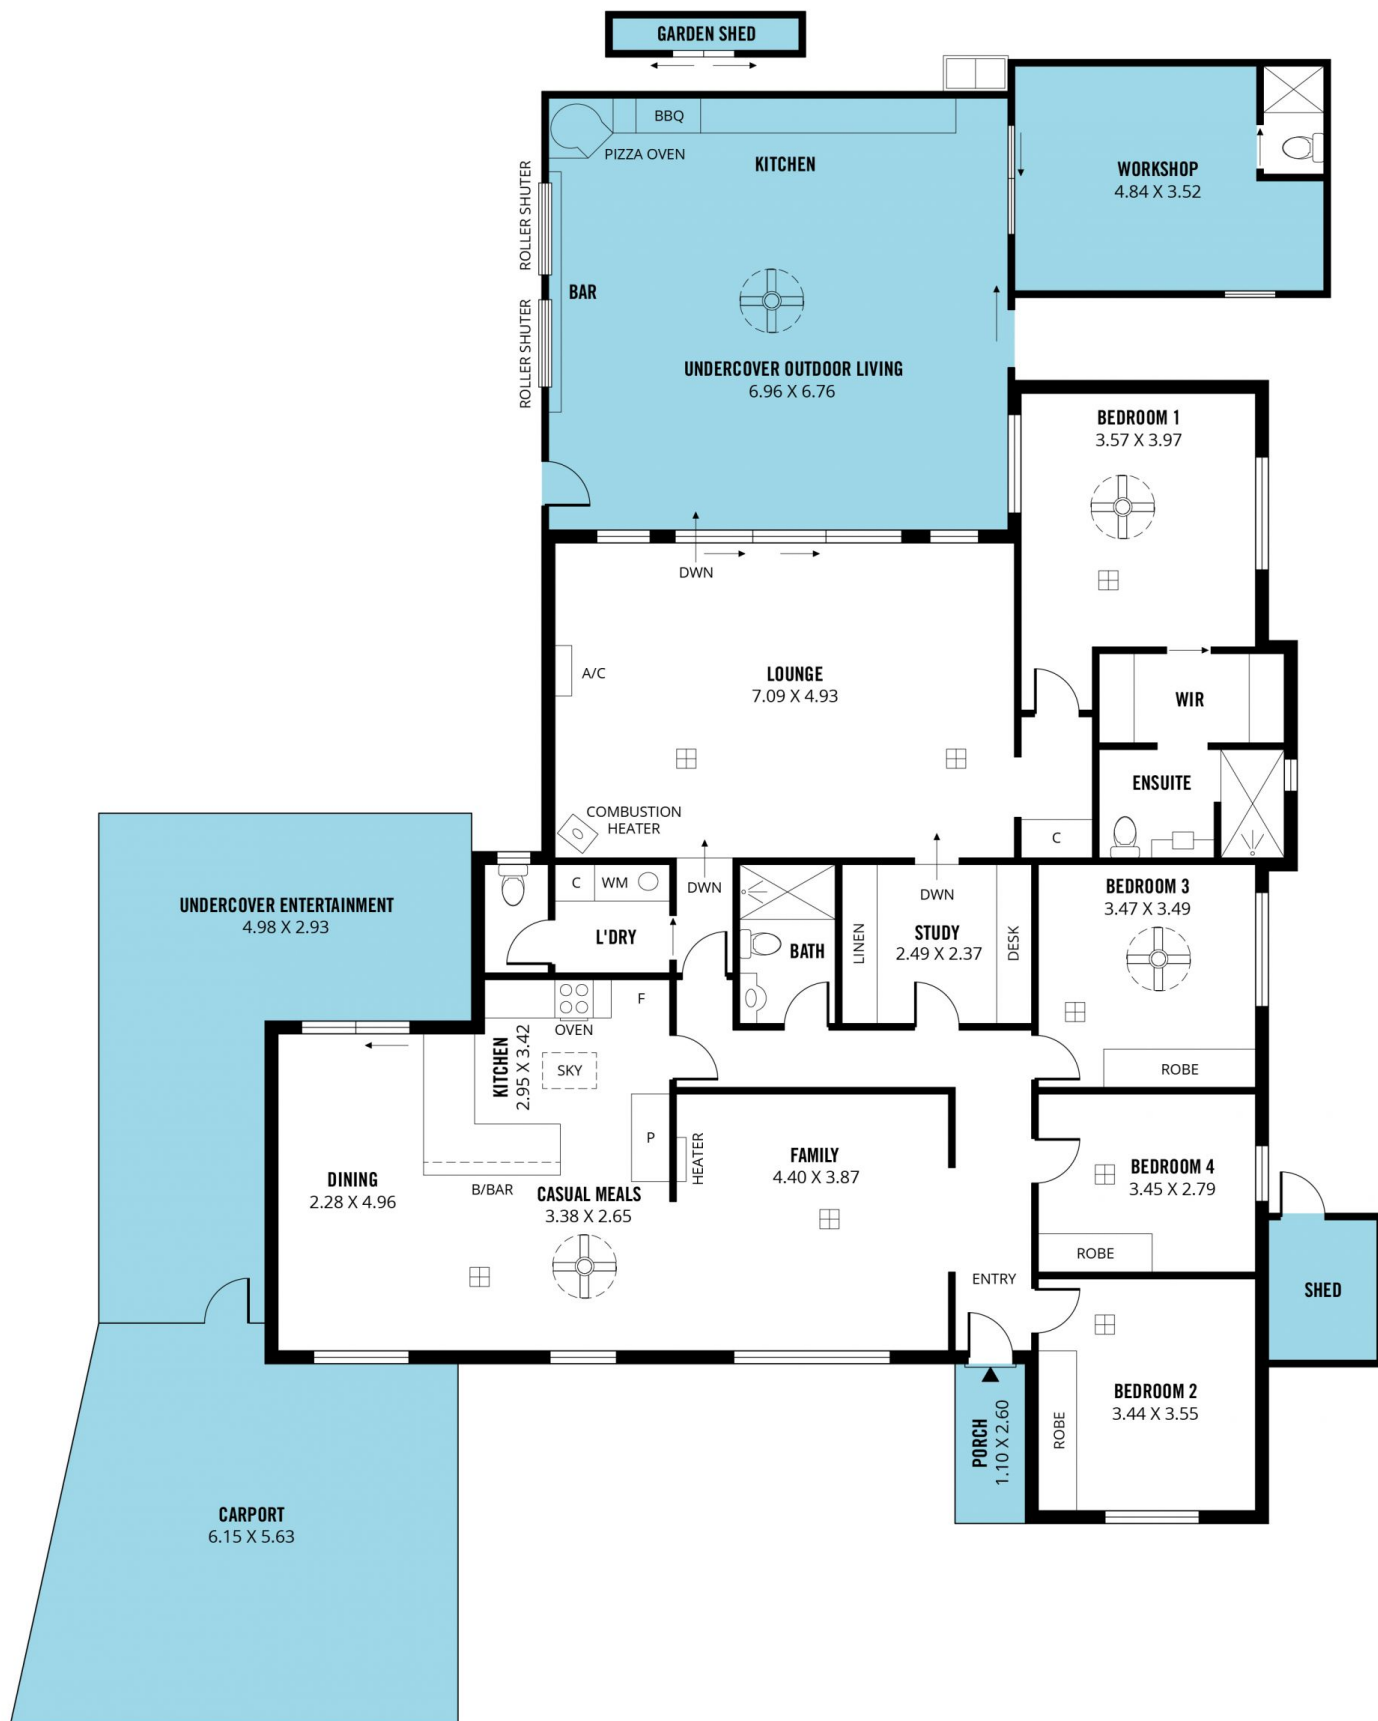 GARDEN SHED
BBQ
PIZZA OVEN
KITCHEN
ROLLER SHUTER
BAR
ROLLER SHUTER
UNDERCOVER OUTDOOR LIVING
6.96 X 6.76
WORKSHOP
4.84 X 3.52
BEDROOM 1
3.57 X 3.97
DWN
A/C
LOUNGE
7.09 X 4.93
WIR
ENSUITE
COMBUSTION
HEATER
C
UNDERCOVER ENTERTAINMENT
4.98 X 2.93
C
WM
L'DRY
DWN
BATH
LINEN
DWN
STUDY
2.49 X 2.37
DESK
BEDROOM 3
3.47 X 3.49
ROBE
F
OVEN
KITCHEN
2.95 X 3.42
SKY
P
HEATER
B/BAR
DINING
2.28 X 4.96
CASUAL MEALS
3.38 X 2.65
FAMILY
4.40 X 3.87
BEDROOM 4
3.45 X 2.79
ROBE
ENTRY
SHED
BEDROOM 2
3.44 X 3.55
ROBE
PORCH
1.10 X 2.60
CARPORT
6.15 X 5.63